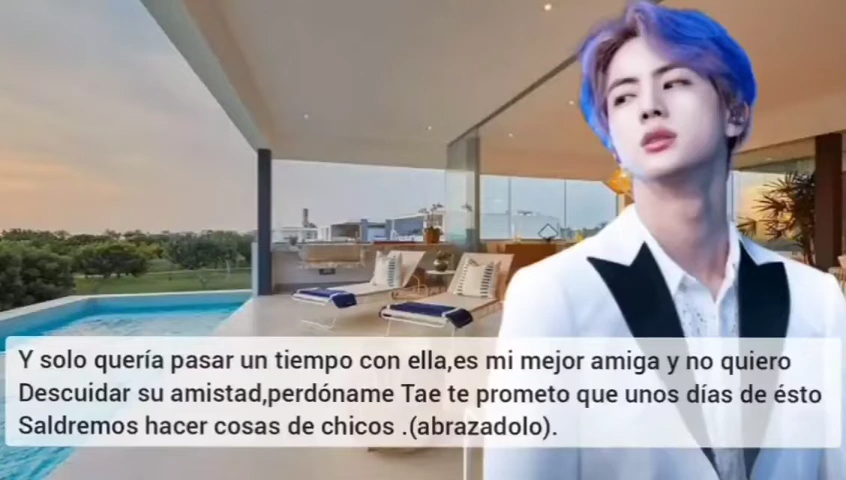 Y solo quería pasar un tiempo con ella,es mi mejor amiga y no quiero
Descuidar su amistad,perdóname Tae te prometo que unos días de ésto
Saldremos hacer cosas de chicos .(abrazadolo).